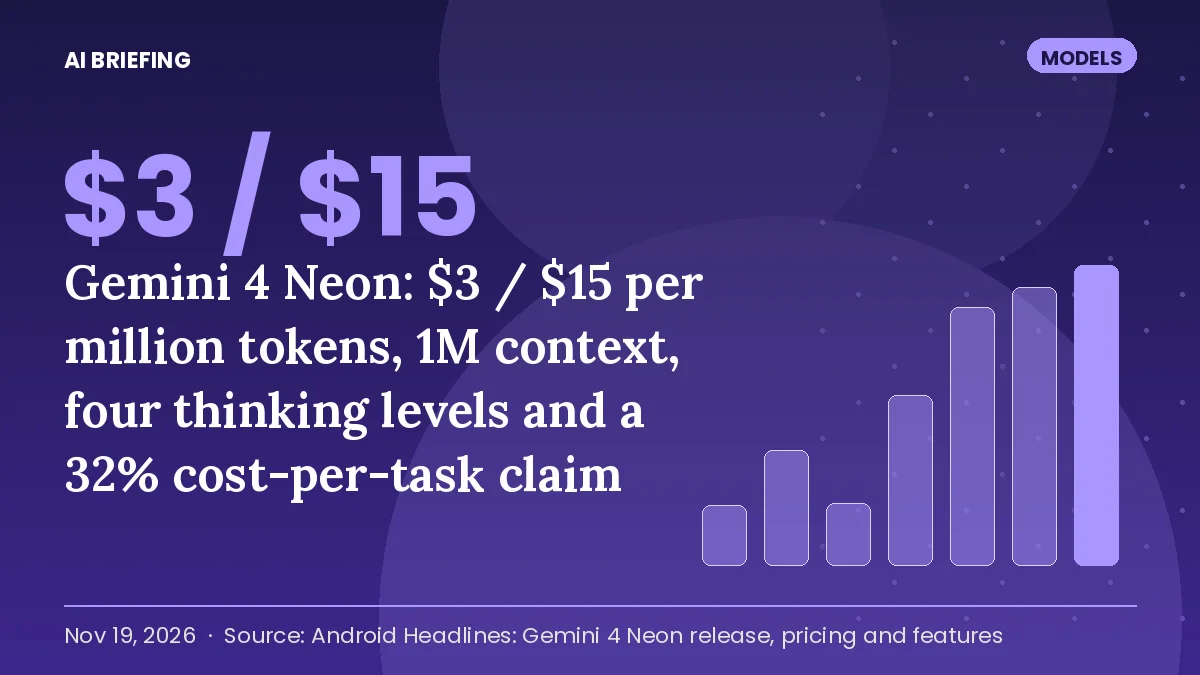 AI BRIEFING
MODELS
$3 / $15
Gemini 4 Neon: $3 / $15 per
million tokens, 1M context,
four thinking levels and a
32% cost-per-task claim
Nov 19, 2026 · Source: Android Headlines: Gemini 4 Neon release, pricing and features